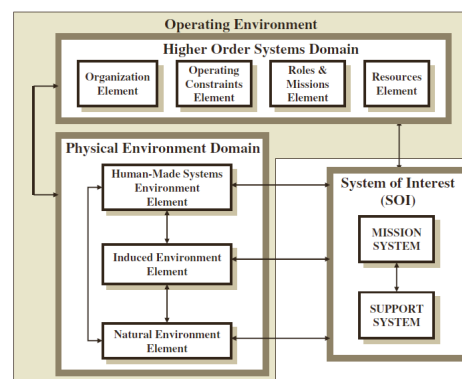 Operating Environment
Higher Order Systems Domain
Organization
Element
Operating
Constraints
Element
Roles &
Missions
Element
Resources
Element
Physical Environment Domain
Human-Made Systems
Environment
Element
Induced Environment
Element
Natural Environment
Element
System of Interest
(SOI)
MISSION
SYSTEM
SUPPORT
SYSTEM